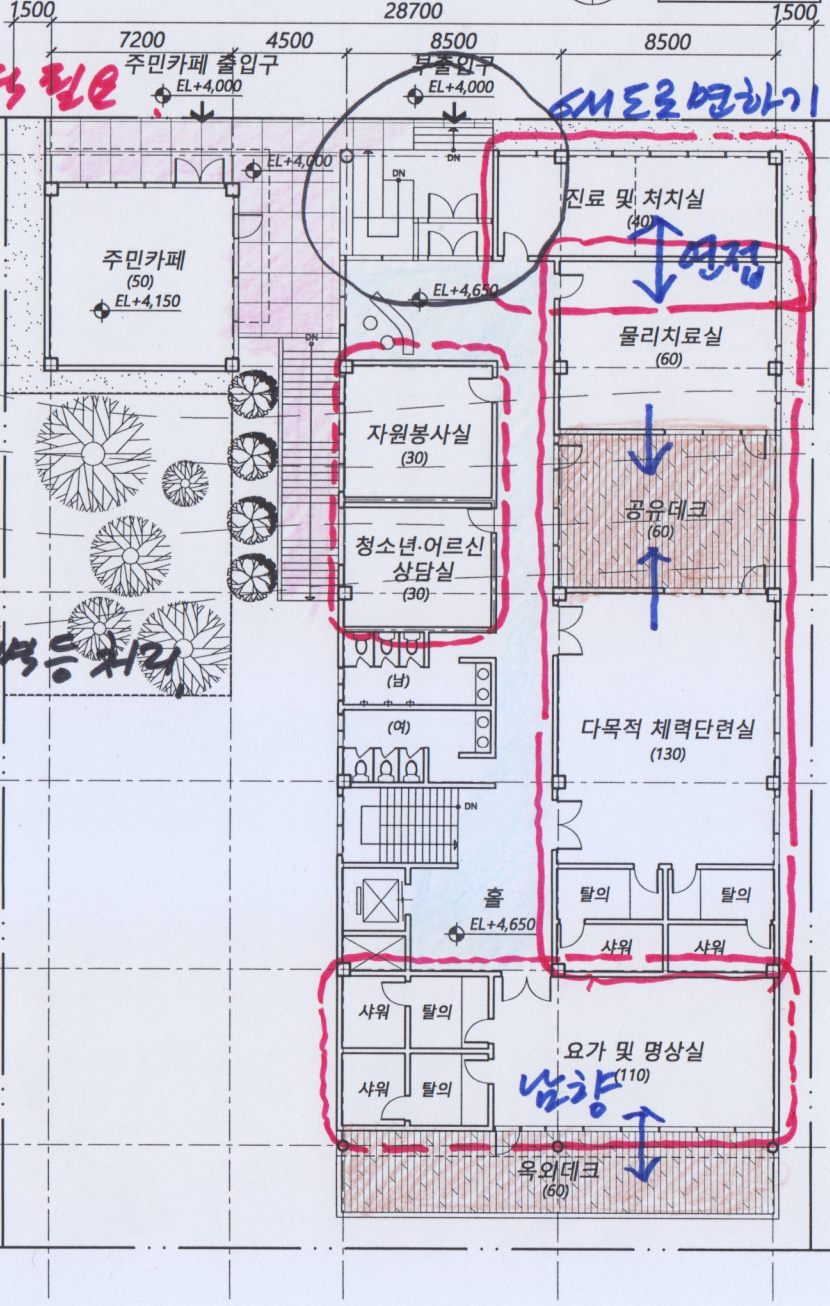 1500
28700
1500
7200
4500
8500
8500
주민카페 출입구
EL+4,000
부출입구
EL+4,000
필요
도로면하기
EL+4,000
DN
DN
진료 및 처치실
(40)
면접
주민카페
(50)
EL+4,150
EL+4,650
물리치료실
(60)
DN
자원봉사실
(30)
공유데크
(60)
청소년·어르신
상담실
(30)
등 처리
(남)
(여)
다목적 체력단련실
(130)
DN
탈의
탈의
홀
EL+4,650
샤워
샤워
샤워
탈의
요가 및 명상실
(110)
샤워
탈의
남향
옥외데크
(60)